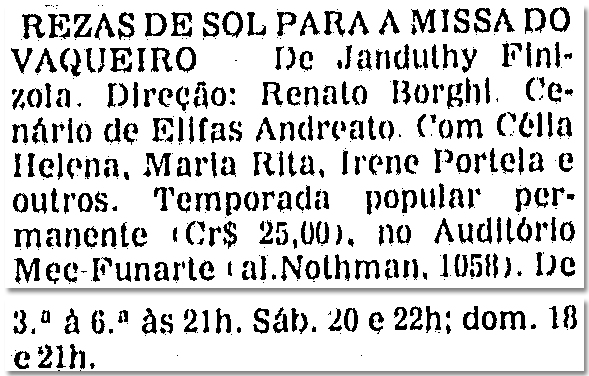 REZAS DE SOL PARA A MISSA DO
VAQUEIRO De Janduthy Fini-
zola. Direção: Renato Borghi. Ce-
nário de Elifas Andreato. Com Célia
Helena, Maria Rita, Irene Portela e
outros. Temporada popular per-
manente (Cr$ 25,00), no Auditório
Mec-Funarte (al.Nothman, 1058). De
3.ª à 6.ª às 21h. Sáb. 20 e 22h; dom. 18
e 21h.